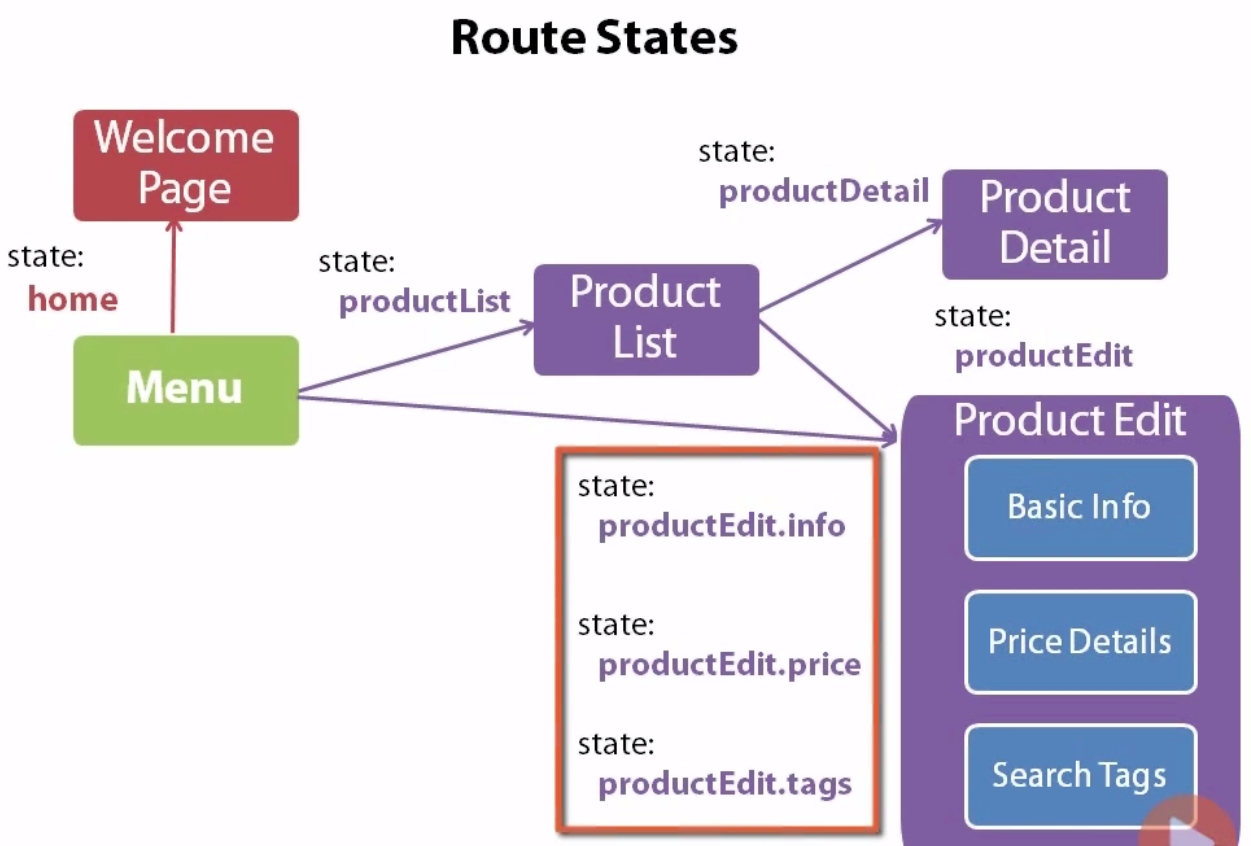 Route States
Welcome
Page
state:
home
Menu
state:
productList
Product
List
state:
productDetail
Product
Detail
state:
productEdit
Product Edit
state:
productEdit.info
Basic Info
state:
productEdit.price
Price Details
state:
productEdit.tags
Search Tags